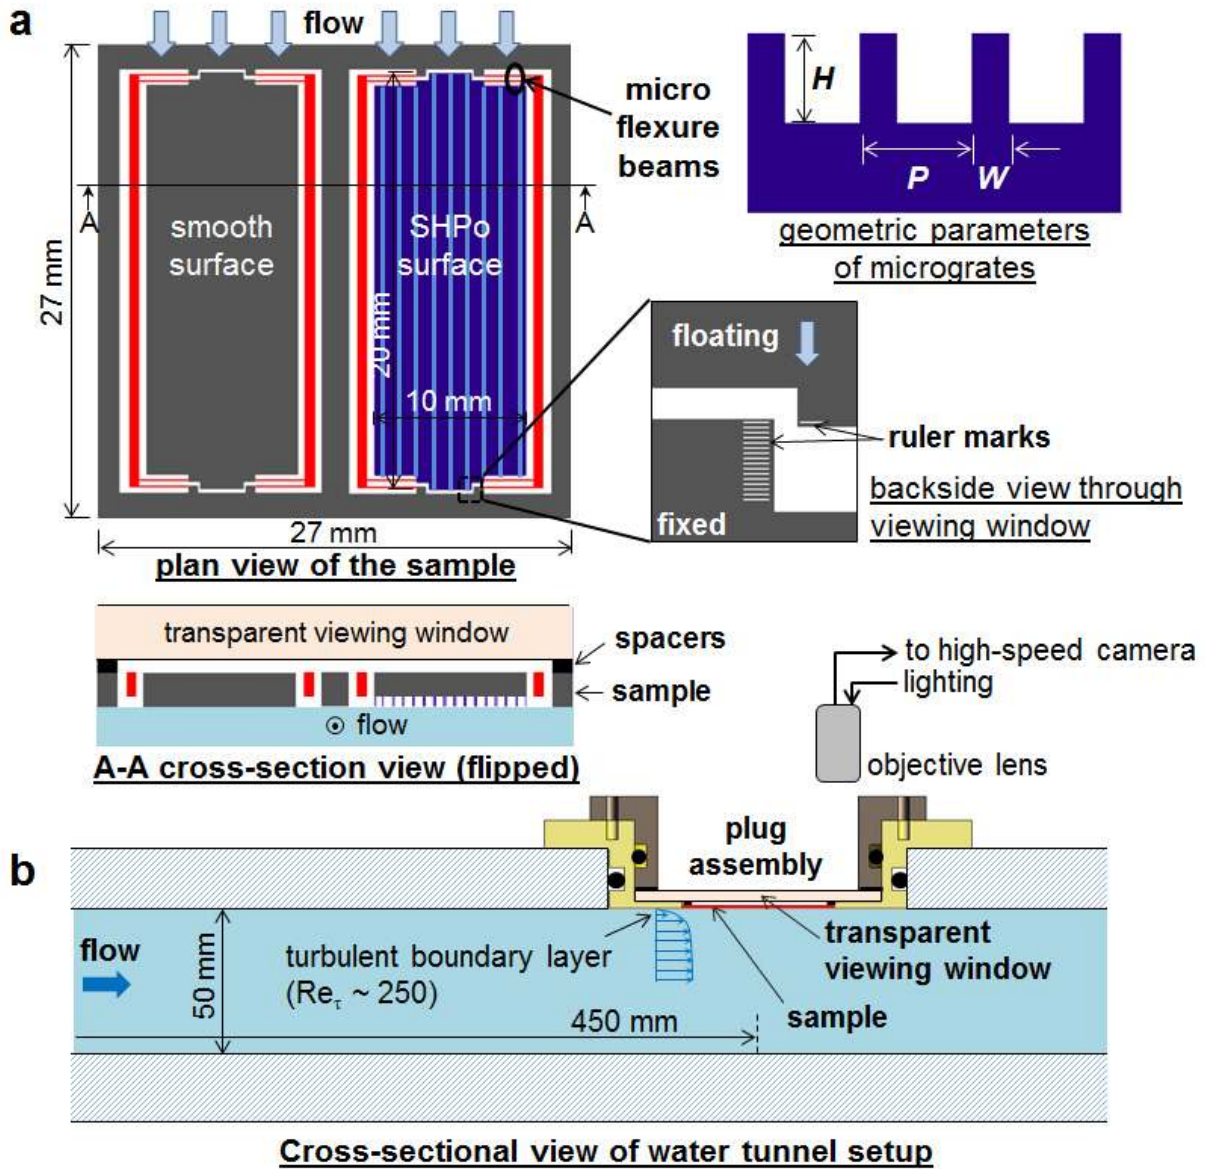 a
flow
micro
flexure
beams
H
P
W
geometric parameters
of microgrates
A
A
smooth
surface
SHPo
surface
27 mm
20 mm
10 mm
floating
ruler marks
backside view through
viewing window
fixed
27 mm
plan view of the sample
transparent viewing window
spacers
sample
flow
A-A cross-section view (flipped)
to high-speed camera
lighting
objective lens
plug
assembly
b
flow
50 mm
turbulent boundary layer
(Reτ ~ 250)
transparent
viewing window
sample
450 mm
Cross-sectional view of water tunnel setup